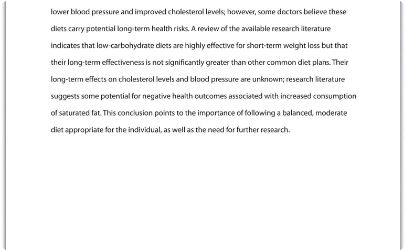 lower blood pressure and improved cholesterol levels; however, some doctors believe these
diets carry potential long-term health risks. A review of the available research literature
indicates that low-carbohydrate diets are highly effective for short-term weight loss but that
their long-term effectiveness is not significantly greater than other common diet plans. Their
long-term effects on cholesterol levels and blood pressure are unknown; research literature
suggests some potential for negative health outcomes associated with increased consumption
of saturated fat. This conclusion points to the importance of following a balanced, moderate
diet appropriate for the individual, as well as the need for further research.